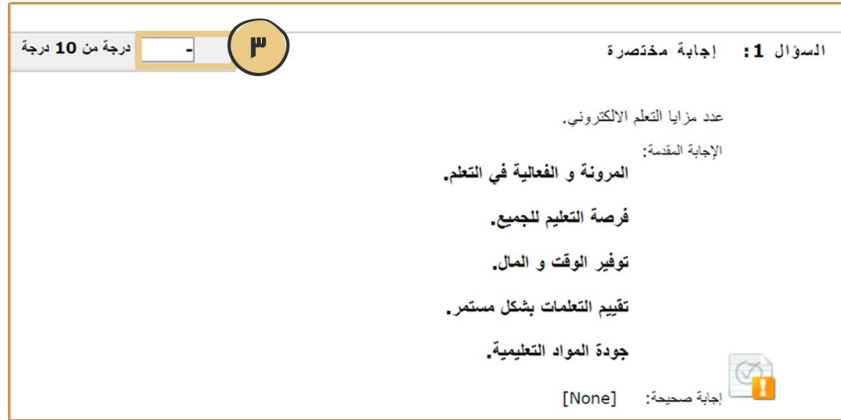 السؤال 1: إجابة مختصرة
٣ - درجة من 10 درجة
عدد مزايا التعلم الالكتروني.
الإجابة المقدمة:
المرونة و الفعالية في التعلم.
فرصة التعليم للجميع.
توفير الوقت و المال.
تقييم التعلمات بشكل مستمر.
جودة المواد التعليمية.
إجابة صحيحة: [None]